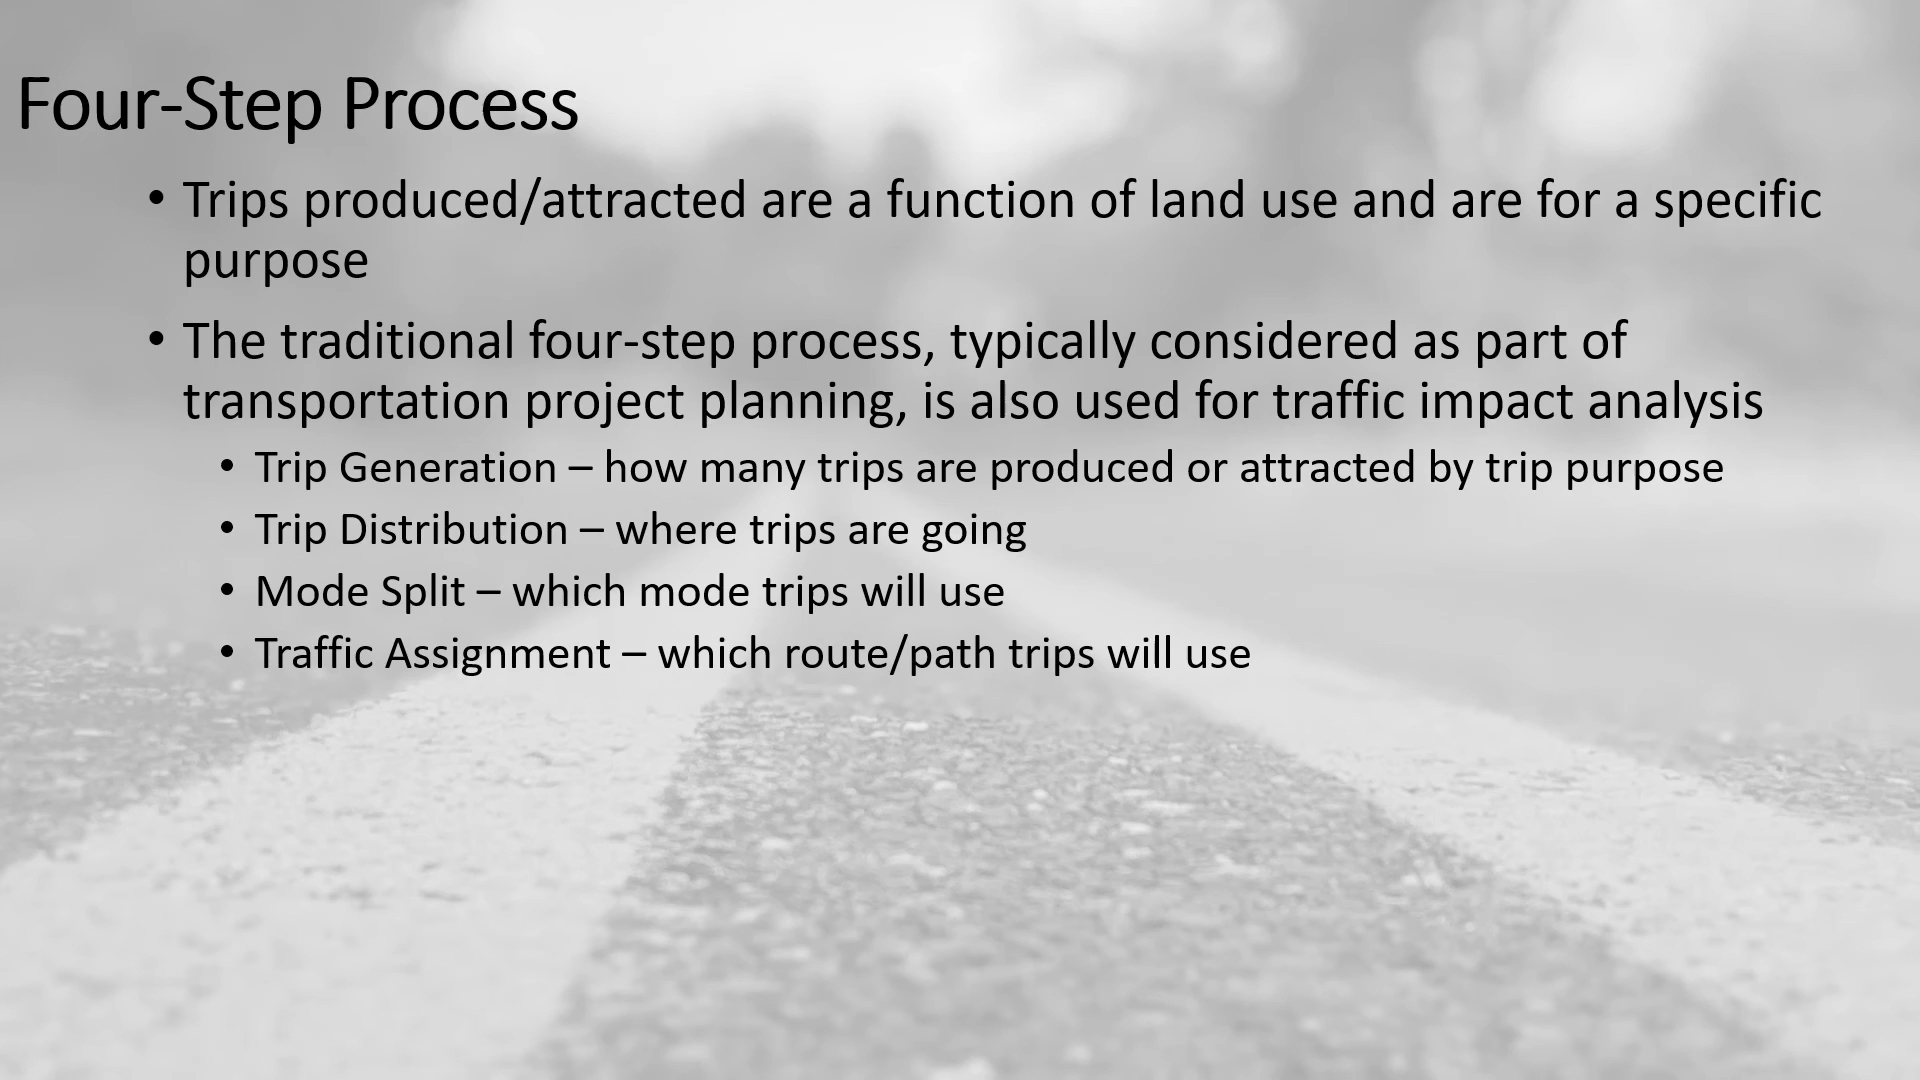 Four-Step Process
• Trips produced/attracted are a function of land use and are for a specific
purpose
• The traditional four-step process, typically considered as part of
transportation project planning, is also used for traffic impact analysis
• Trip Generation – how many trips are produced or attracted by trip purpose
• Trip Distribution – where trips are going
• Mode Split – which mode trips will use
• Traffic Assignment – which route/path trips will use